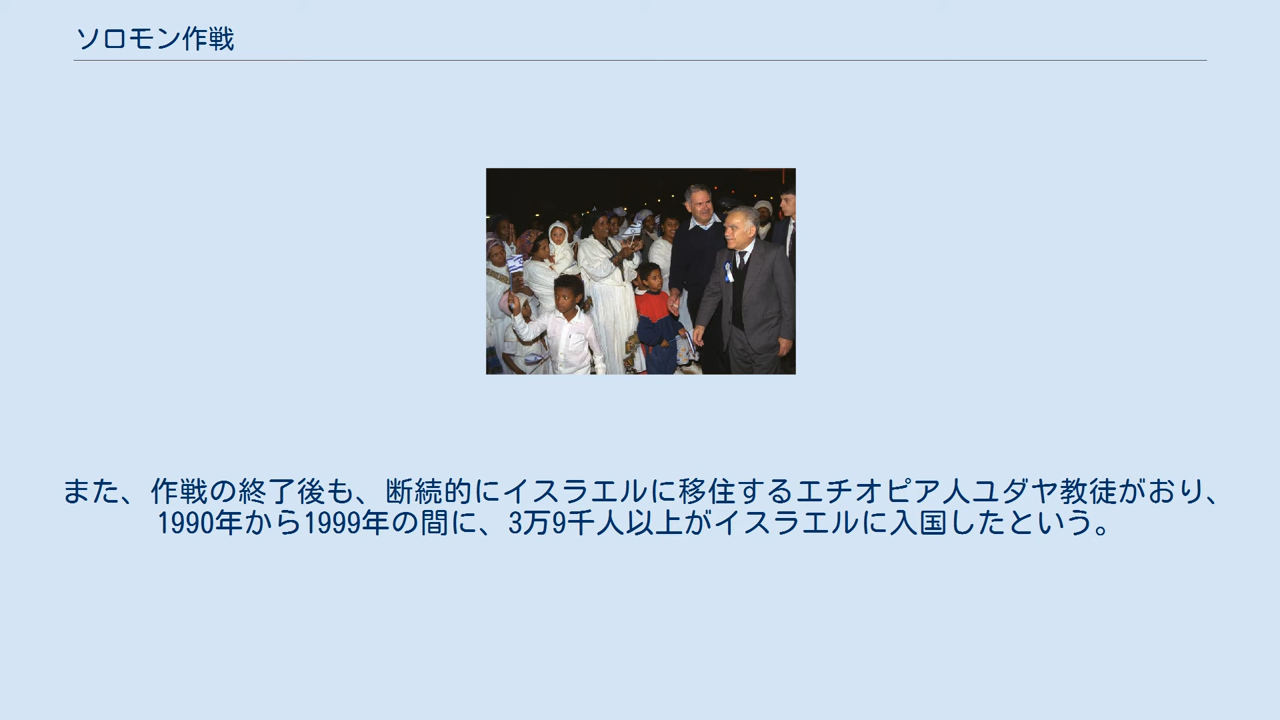 ソロモン作戦
また、作戦の終了後も、断続的にイスラエルに移住するエチオピア人ユダヤ教徒がおり、
1990年から1999年の間に、3万9千人以上がイスラエルに入国したという。